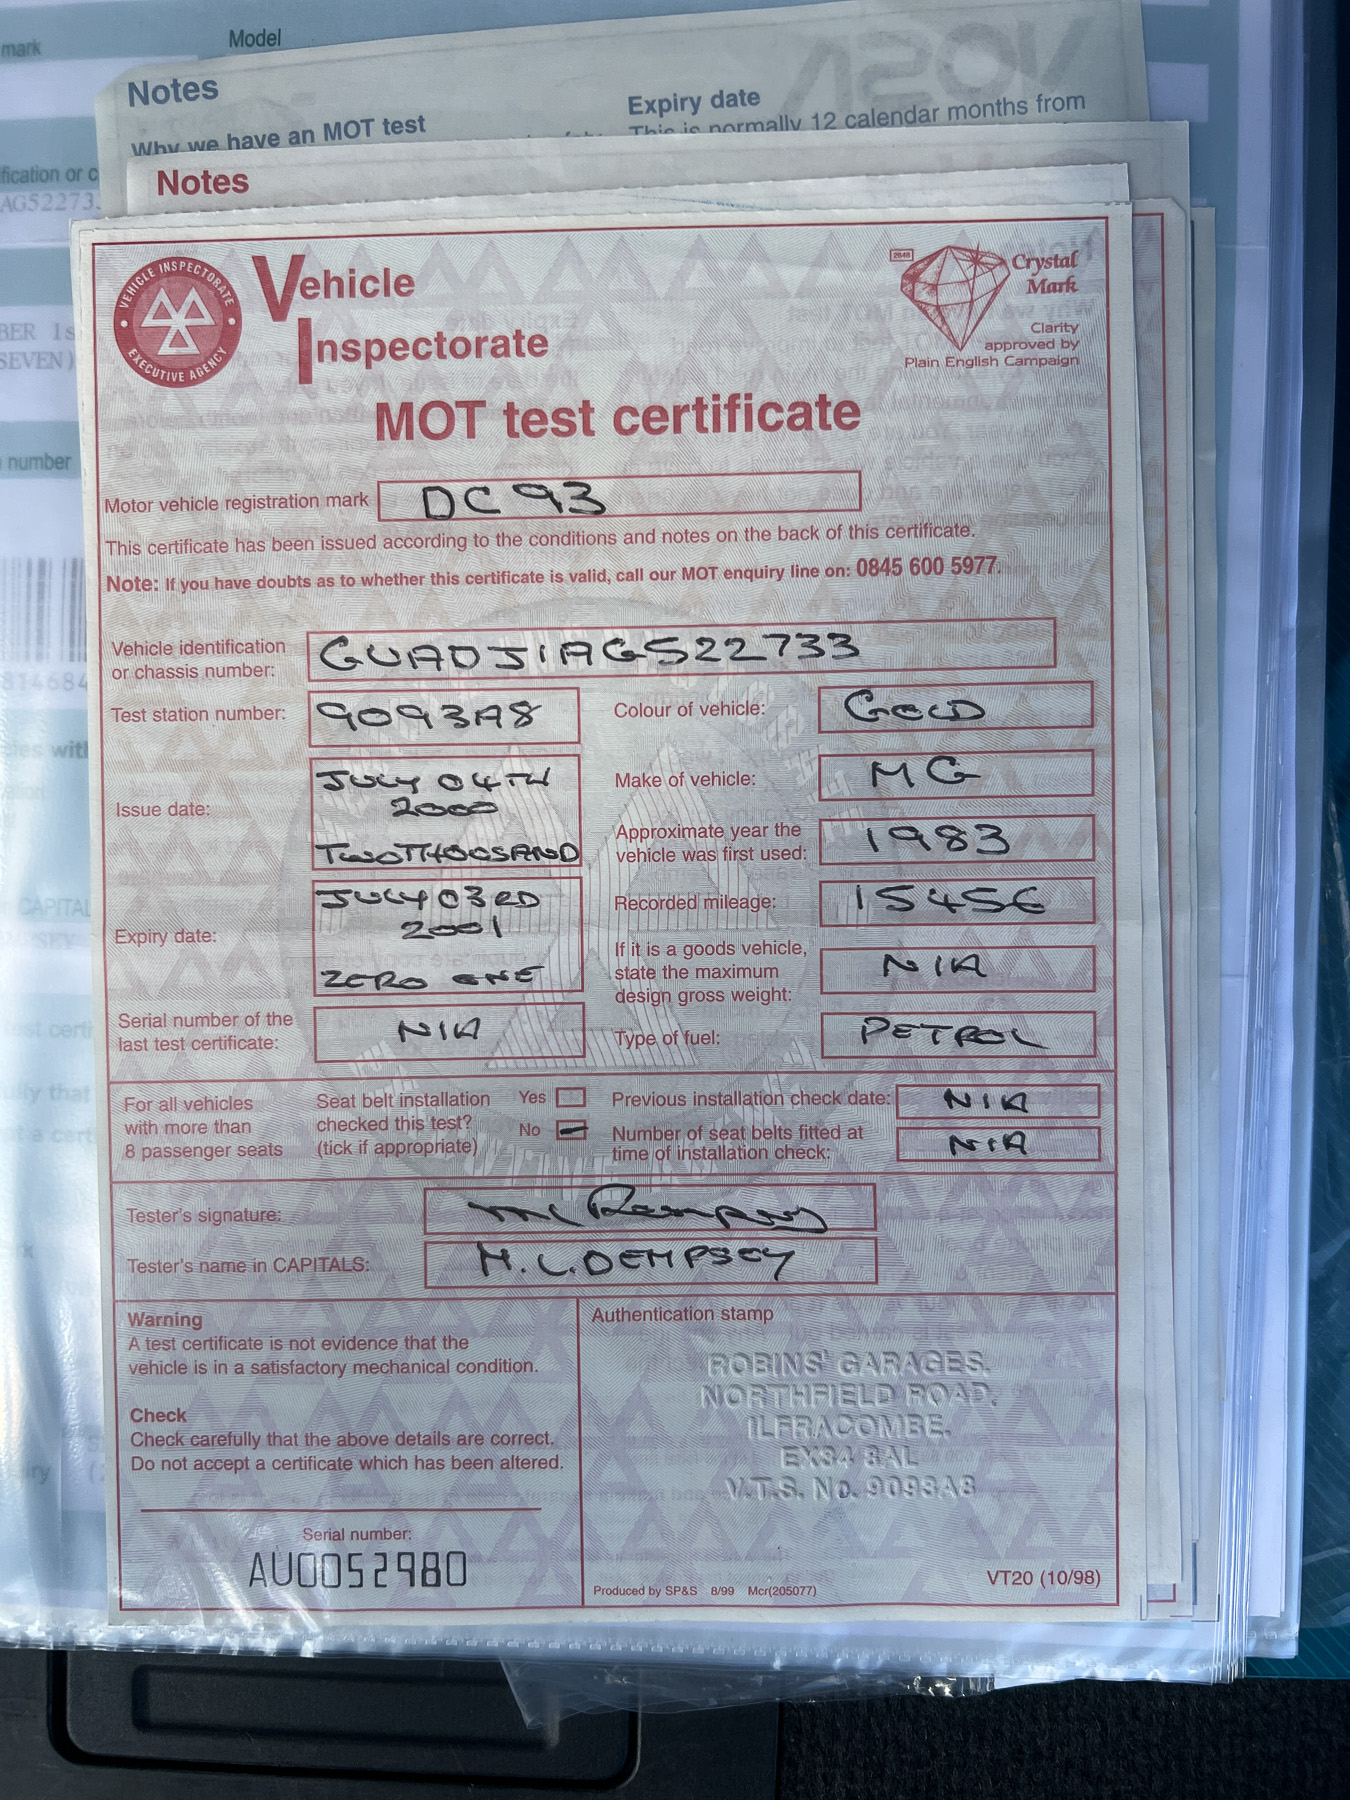 mark
Model
Notes
Why we have an MOT test
Expiry date
This is normally 12 calendar months from
VOSA
Notes
AG52273
number
CAPITAL
VEHICLE INSPECTORATE
EXECUTIVE AGENCY
Vehicle
Inspectorate
2848
Crystal
Mark
Clarity
approved by
Plain English Campaign
MOT test certificate
Motor vehicle registration mark DC 93
This certificate has been issued according to the conditions and notes on the back of this certificate.
Note: If you have doubts as to whether this certificate is valid, call our MOT enquiry line on: 0845 600 5977.
Vehicle identification
or chassis number: GUADJIAG522733
Test station number: 9093A8
Colour of vehicle: GOLD
Issue date: JULY 04TH
2000
TWOTHOUSAND
Make of vehicle: MG
Approximate year the
vehicle was first used: 1983
Expiry date: JULY 03RD
2001
ZERO ONE
Recorded mileage: 15456
If it is a goods vehicle,
state the maximum
design gross weight: N/A
Serial number of the
last test certificate: N/A
Type of fuel: PETROL
For all vehicles
with more than
8 passenger seats
Seat belt installation
checked this test?
(tick if appropriate)
Yes
No
Previous installation check date: N/A
Number of seat belts fitted at
time of installation check: N/A
Tester's signature:
Tester's name in CAPITALS: M.L.DEMPSEY
Warning
A test certificate is not evidence that the
vehicle is in a satisfactory mechanical condition.
Check
Check carefully that the above details are correct.
Do not accept a certificate which has been altered.
Serial number:
AU0052980
Authentication stamp
ROBINS' GARAGES.
NORTHFIELD ROAD.
ILFRACOMBE.
EX34 8AL
V.T.S. No. 9093A8
Produced by SP&S 8/99 Mcr(205077)
VT20 (10/98)